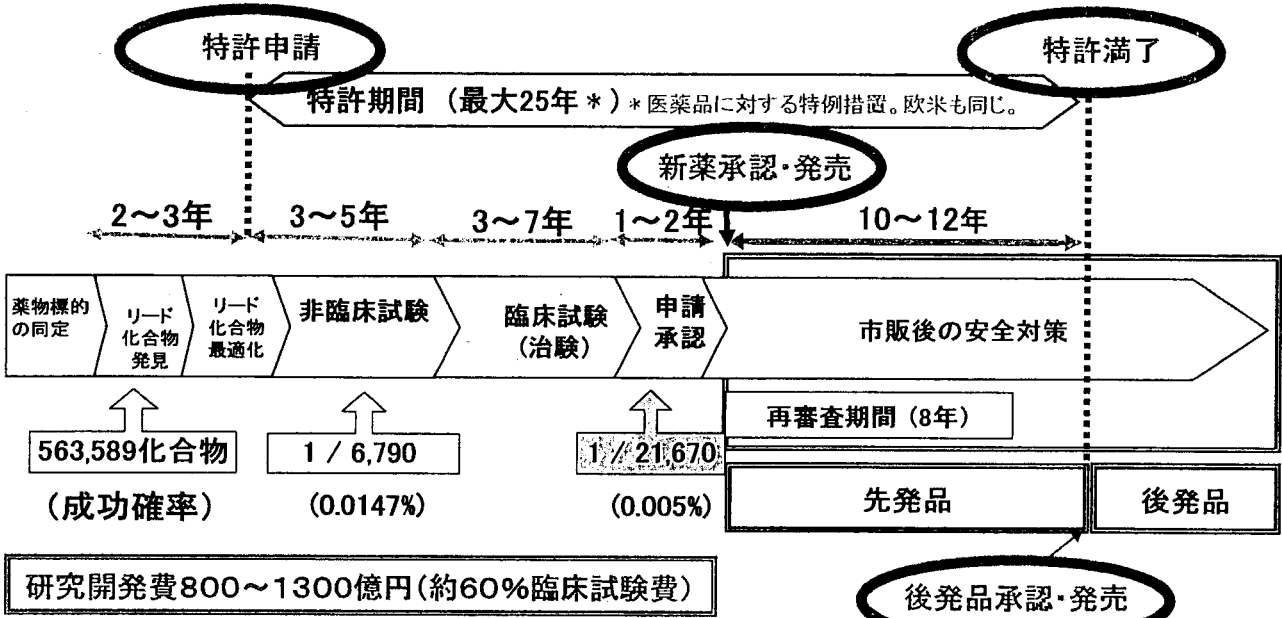 特許申請
特許満了
特許期間（最大25年＊）＊医薬品に対する特例措置。欧米も同じ。
新薬承認・発売
2～3年
3～5年
3～7年
1～2年
10～12年
薬物標的
の同定
リード
化合物
発見
リード
化合物
最適化
非臨床試験
臨床試験
（治験）
申請
承認
市販後の安全対策
再審査期間（8年）
563,589化合物
1 / 6,790
1 / 21,670
（成功確率）
(0.0147%)
(0.005%)
先発品
後発品
研究開発費800～1300億円(約60%臨床試験費)
後発品承認・発売